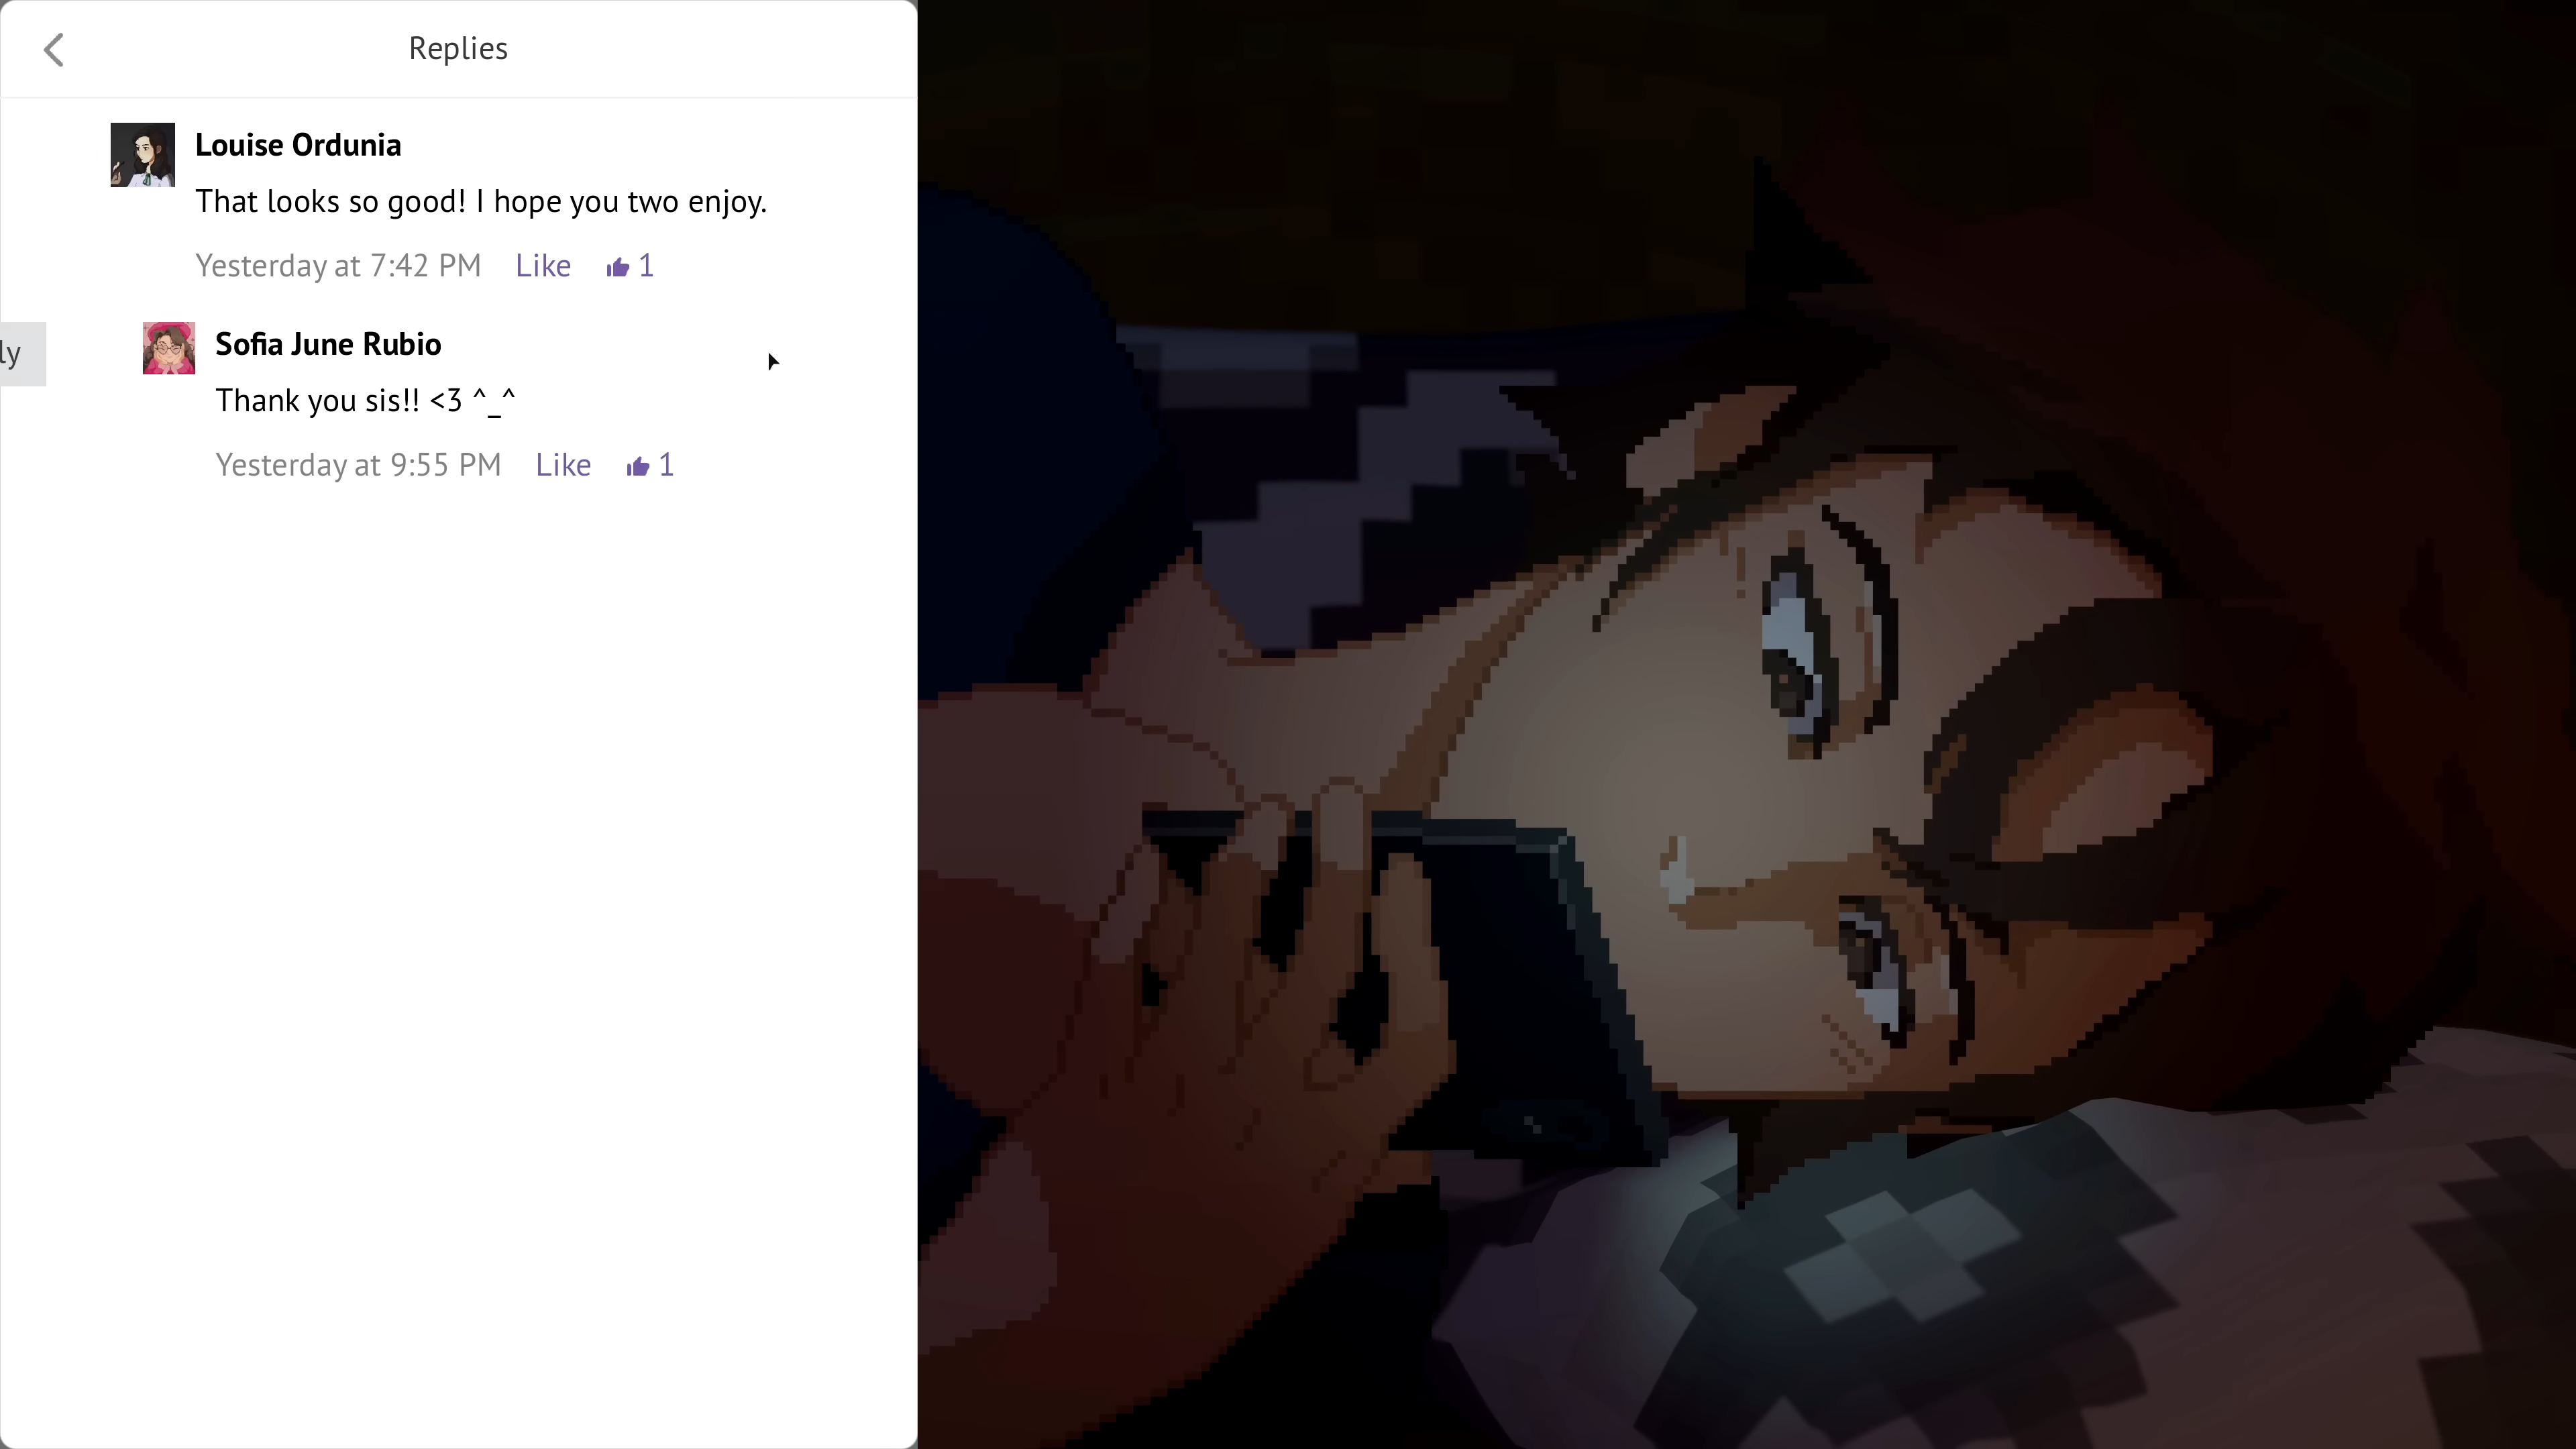 Replies
Louise Ordunia
That looks so good! I hope you two enjoy.
Yesterday at 7:42 PM Like 1
ly
Sofia June Rubio
Thank you sis!! <3 ^_^
Yesterday at 9:55 PM Like 1